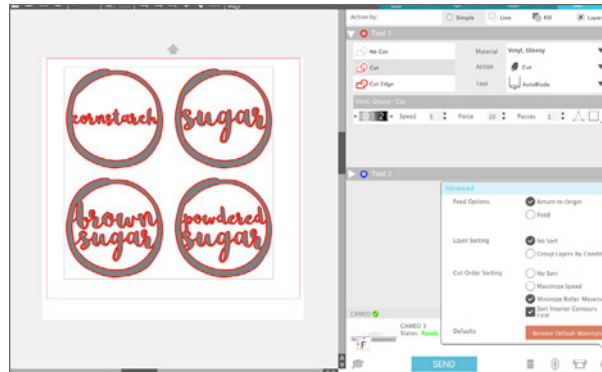 Action by: Simple Line Fill Layer
Tool 1
No Cut
Material Vinyl, Glossy
Cut
Action Cut
Cut Edge
Tool AutoBlade
Vinyl, Glossy Cut
Speed 5 Force 10 Passes 1
Tool 2
cornstarch
sugar
brown
sugar
powdered
sugar
Advanced
Feed Options Return to Origin
Feed
Layer Sorting No Sort
Group Layers by Condit
Cut Order Sorting No Sort
Maximize Speed
Minimize Roller Movem
Sort Interior Contours
First
Defaults Restore Default Materials
CAMEO
CAMEO 3
Status: Ready
SEND